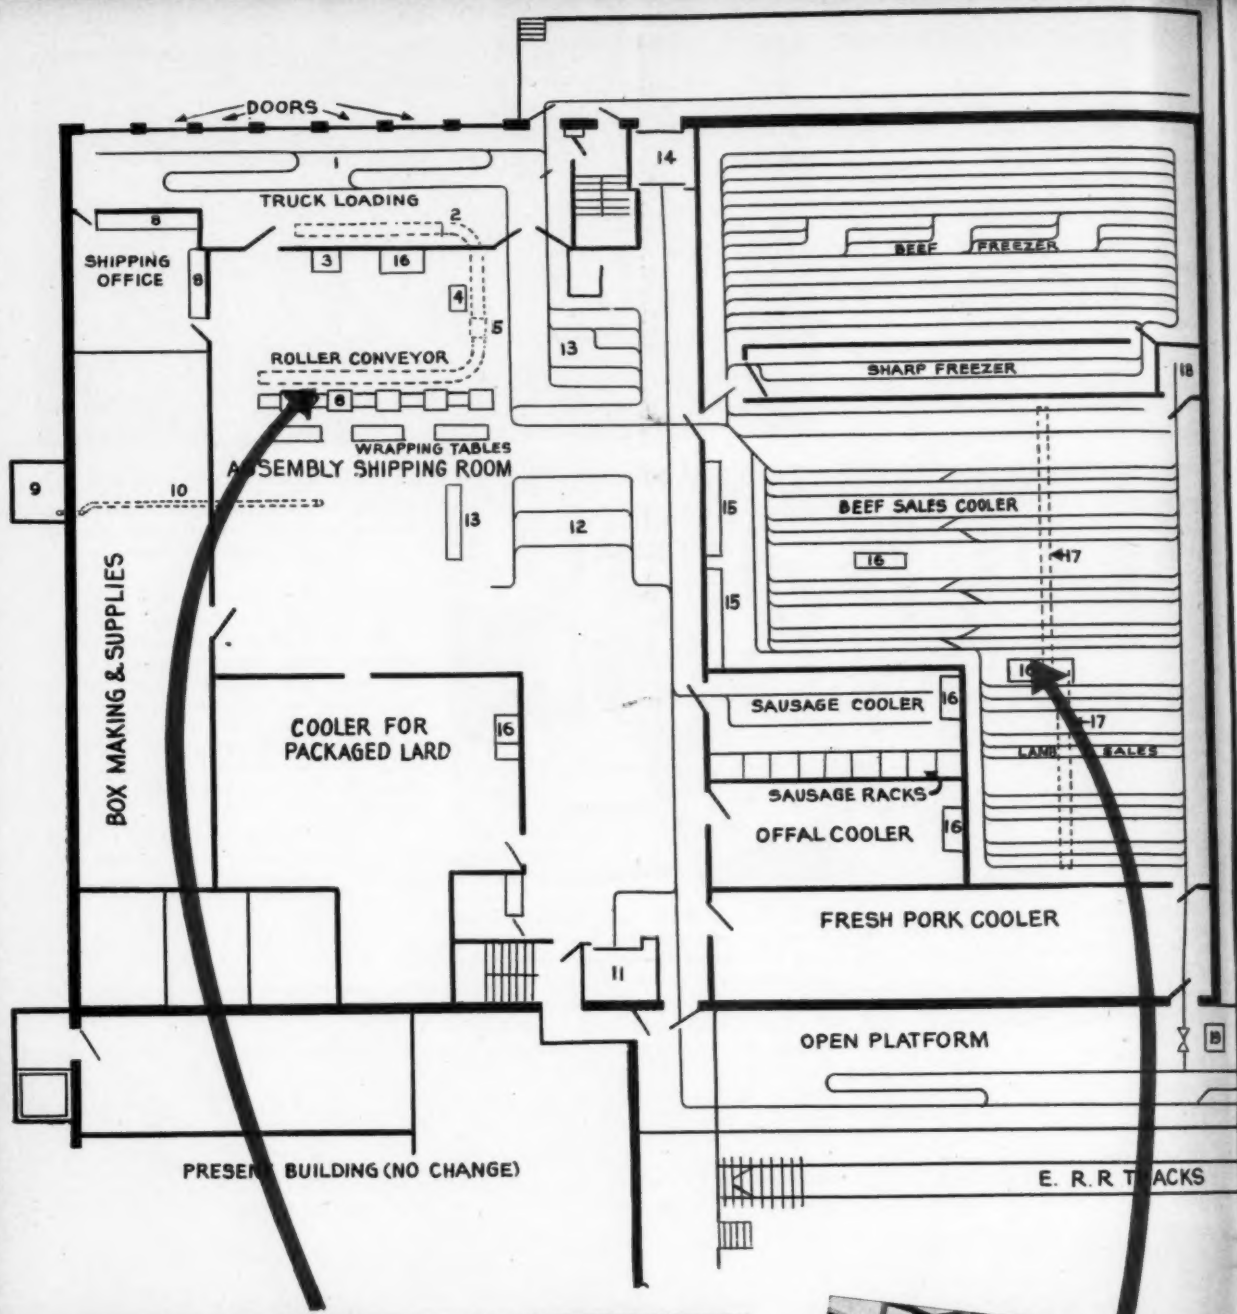 DOORS
1
14
TRUCK LOADING
8
2
BEEF FREEZER
SHIPPING
OFFICE
8
3
16
4
5
13
ROLLER CONVEYOR
SHARP FREEZER
18
6
WRAPPING TABLES
ASSEMBLY SHIPPING ROOM
9
10
13
12
15
BEEF SALES COOLER
16
17
15
BOX MAKING & SUPPLIES
16
COOLER FOR
PACKAGED LARD
16
SAUSAGE COOLER
16
17
LAMB SALES
SAUSAGE RACKS
OFFAL COOLER
16
FRESH PORK COOLER
11
OPEN PLATFORM
PRESENT BUILDING (NO CHANGE)
E. R.R TRACKS